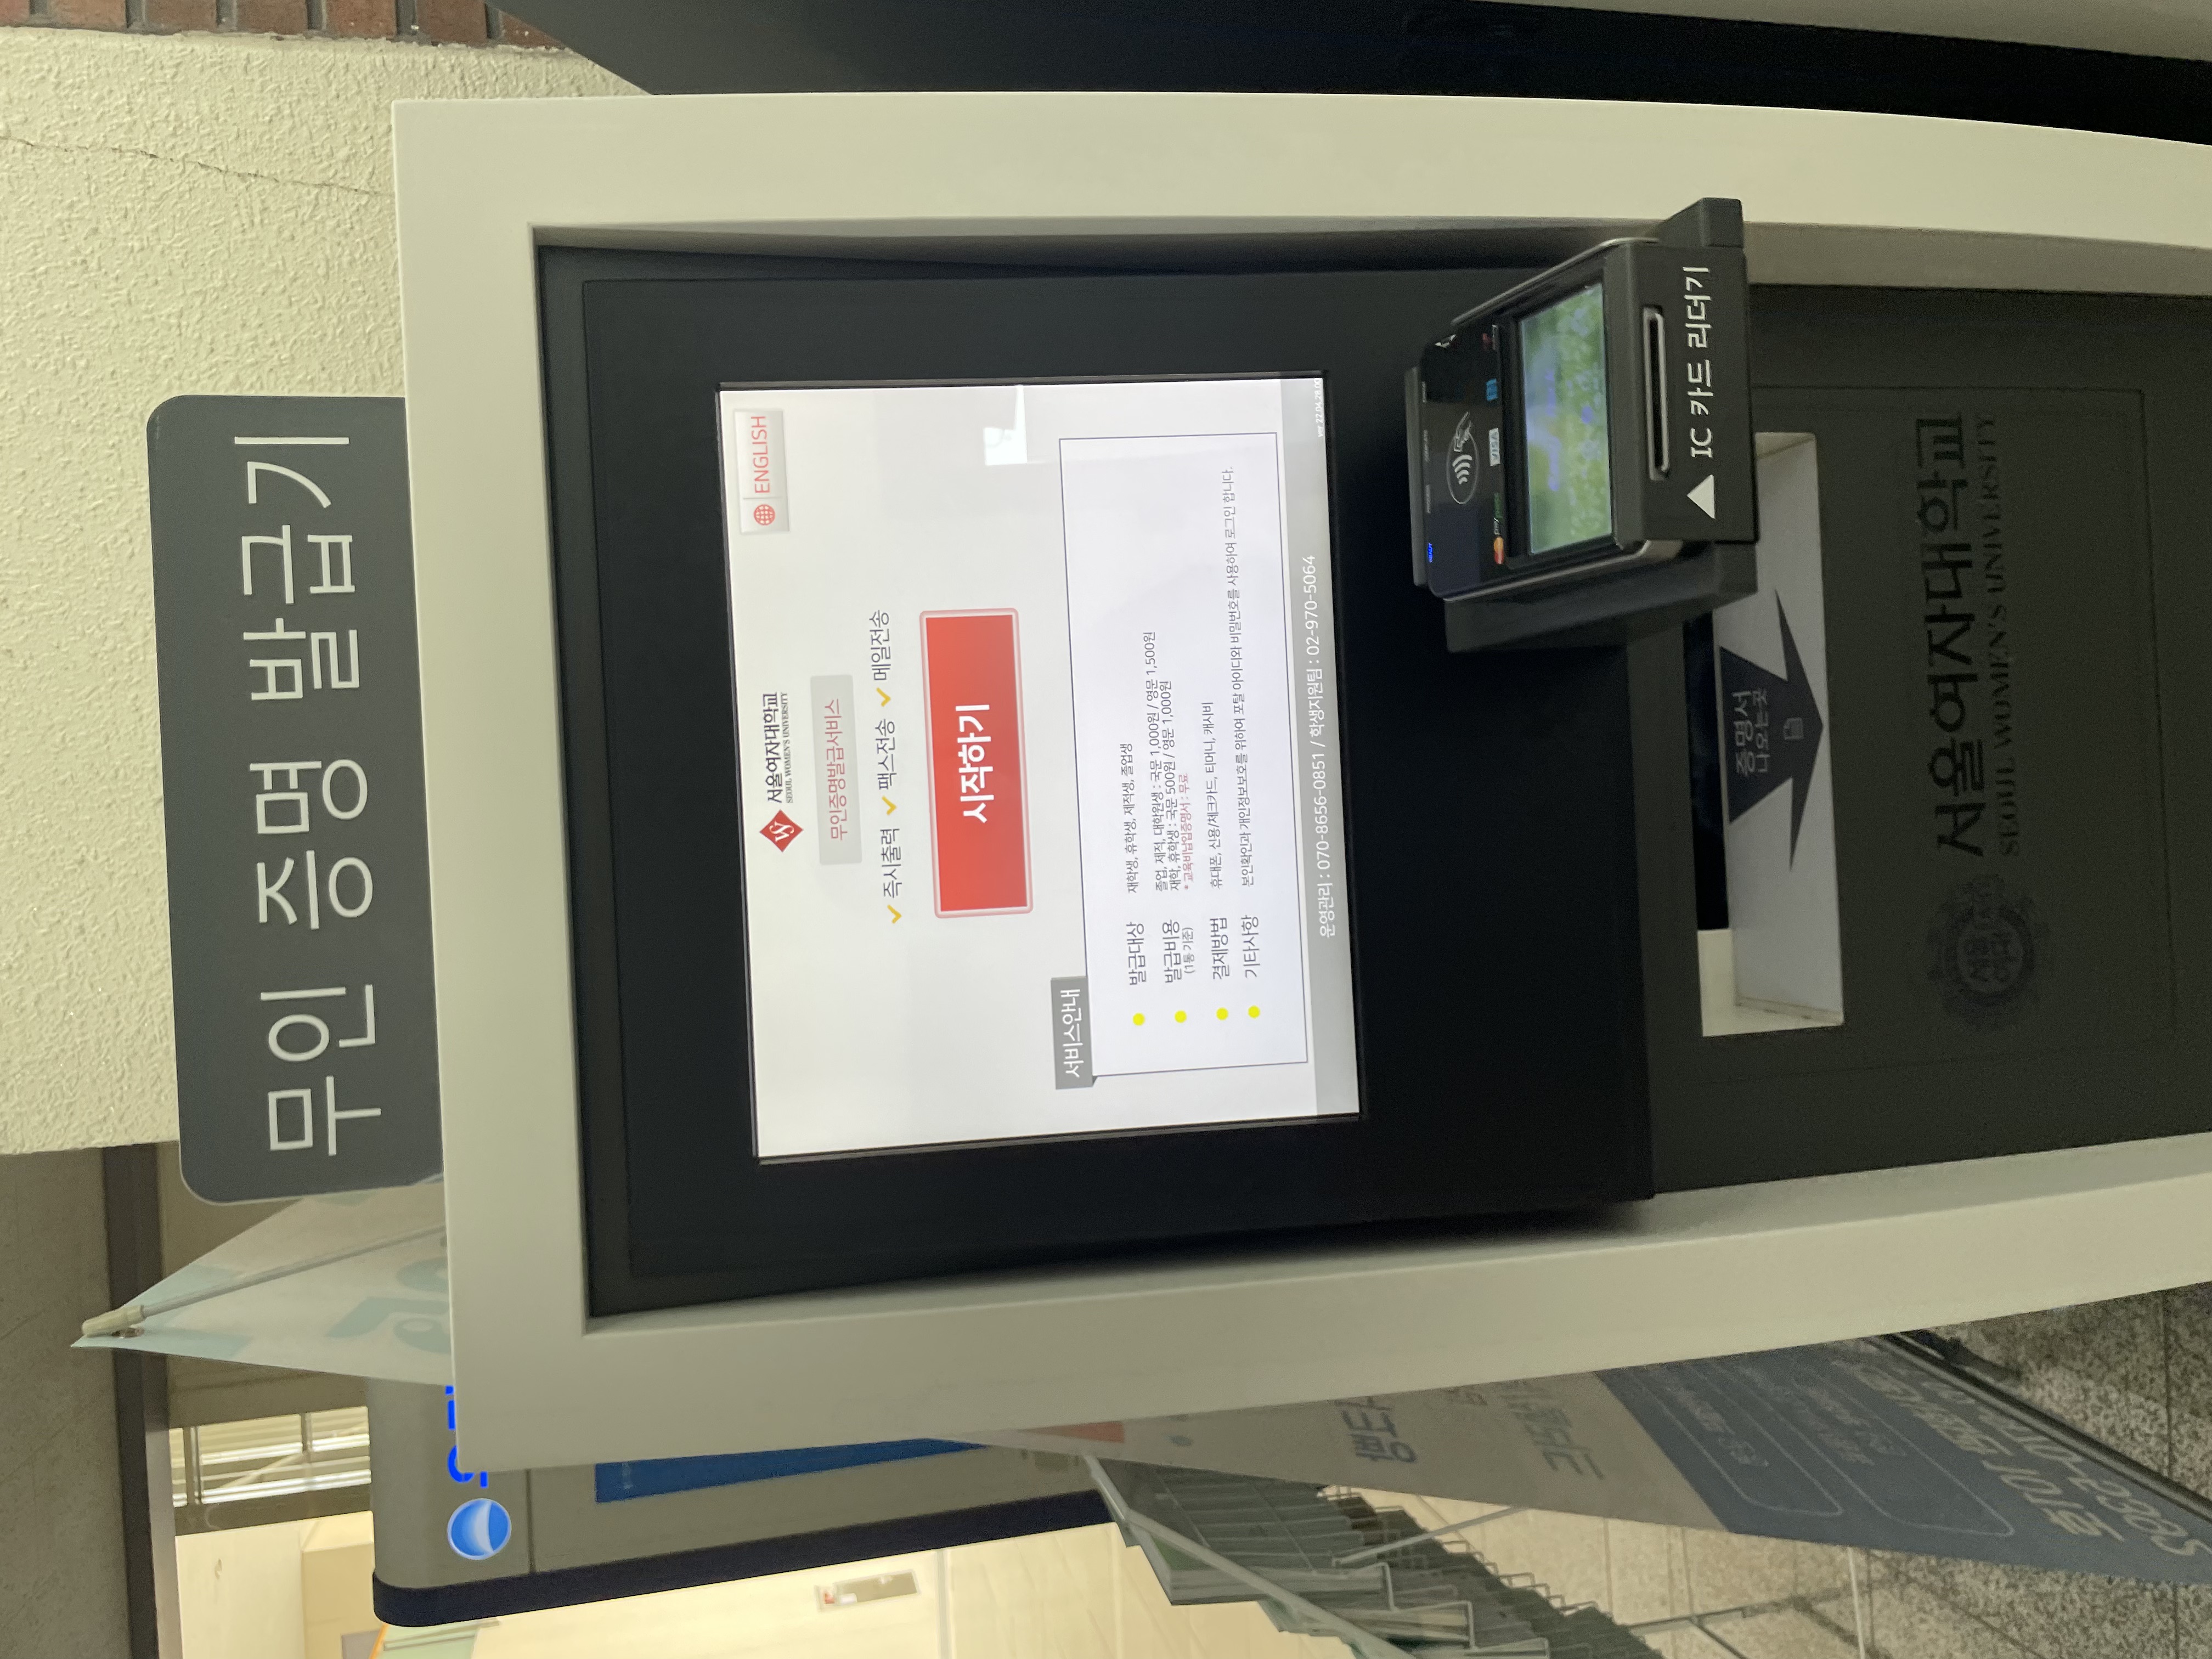 무인 증명 발급기
서울여자대학교
SEOUL WOMEN'S UNIVERSITY
ENGLISH
무인증명발급서비스
즉시출력 팩스전송 메일전송
시작하기
서비스안내
발급대상 재학생, 휴학생, 제적생, 졸업생
발급비용 졸업, 제적, 대학원생 : 국문 1,000원 / 영문 1,500원
(1통 기준) 재학, 휴학생 : 국문 500원 / 영문 1,000원
* 교육비납입증명서 : 무료
결제방법 휴대폰, 신용/체크카드, 티머니, 캐시비
기타사항 본인확인과 개인정보보호를 위하여 포탈 아이디와 비밀번호를 사용하여 로그인 합니다.
운영관리 : 070-8656-0851 / 학생지원팀 : 02-970-5064
ver 22.04.28.00
READY
VISA
IC 카드 리더기
증명서
나오는곳
서울
여대
서울여자대학교
SEOUL WOMEN'S UNIVERSITY